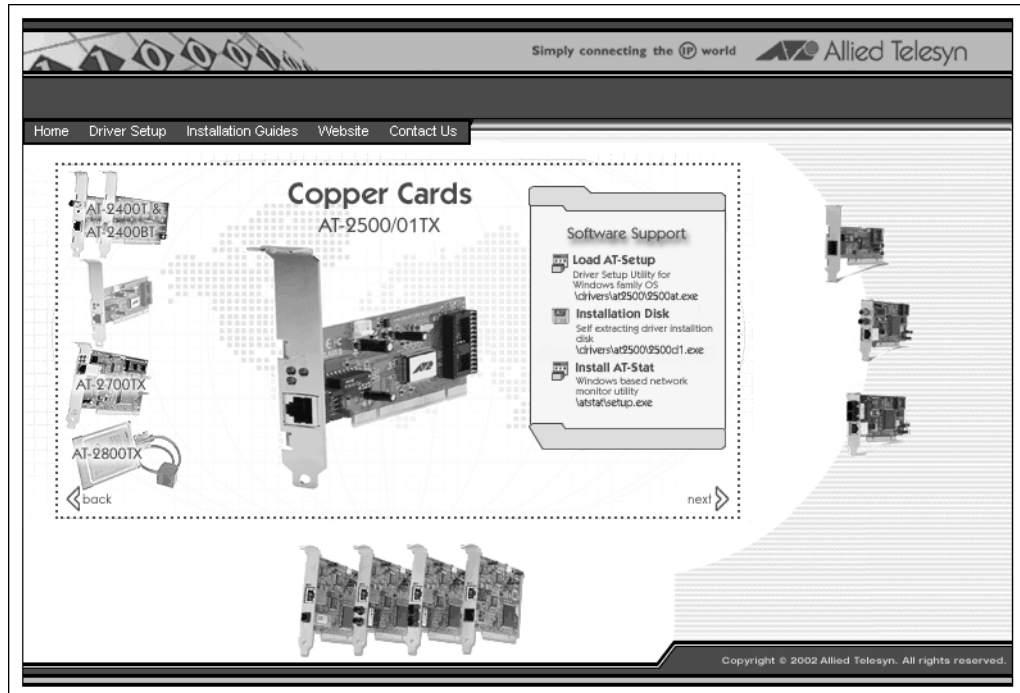 Simply connecting the IP world
Allied Telesyn
Home Driver Setup Installation Guides Website Contact Us
AT-2400T &
AT-2400BT
AT-2700TX
AT-2800TX
Copper Cards
AT-2500/01TX
Software Support
Load AT-Setup
Driver Setup Utility for
Windows family OS
\drivers\at2500\2500at.exe
Installation Disk
Self extracting driver installtion
disk
\drivers\at2500\2500d1.exe
Install AT-Stat
Windows based network
monitor utility
\atstat\setup.exe
back
next
Copyright © 2002 Allied Telesyn. All rights reserved.